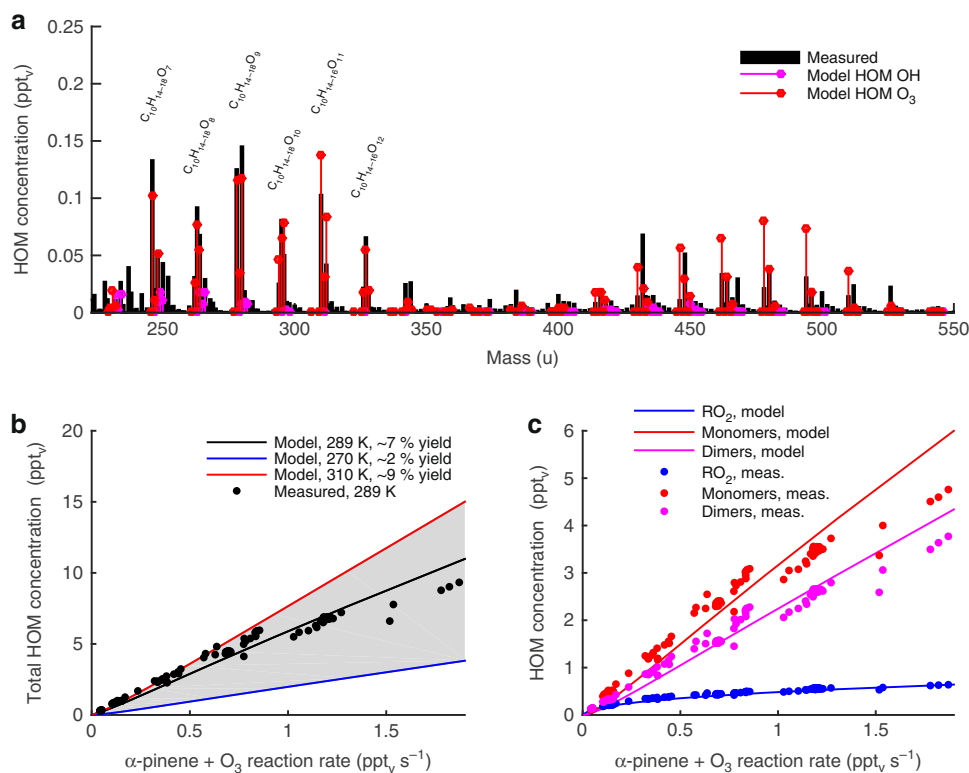 a
0.25
0.2
0.15
0.1
0.05
0
HOM concentration (pptᵥ)
C₁₀H₁₄₋₁₈O₇
C₁₀H₁₄₋₁₈O₈
C₁₀H₁₄₋₁₈O₉
C₁₀H₁₄₋₁₈O₁₀
C₁₀H₁₄₋₁₆O₁₁
C₁₀H₁₄₋₁₆O₁₂
Measured
Model HOM OH
Model HOM O₃
250 300 350 400 450 500 550
Mass (u)
b
20
15
10
5
0
Total HOM concentration (pptᵥ)
Model, 289 K, ~7 % yield
Model, 270 K, ~2 % yield
Model, 310 K, ~9 % yield
Measured, 289 K
0 0.5 1 1.5
α-pinene + O₃ reaction rate (pptᵥ s⁻¹)
c
RO₂, model
Monomers, model
Dimers, model
RO₂, meas.
Monomers, meas.
Dimers, meas.
6
5
4
3
2
1
0
HOM concentration (pptᵥ)
0 0.5 1 1.5
α-pinene + O₃ reaction rate (pptᵥ s⁻¹)